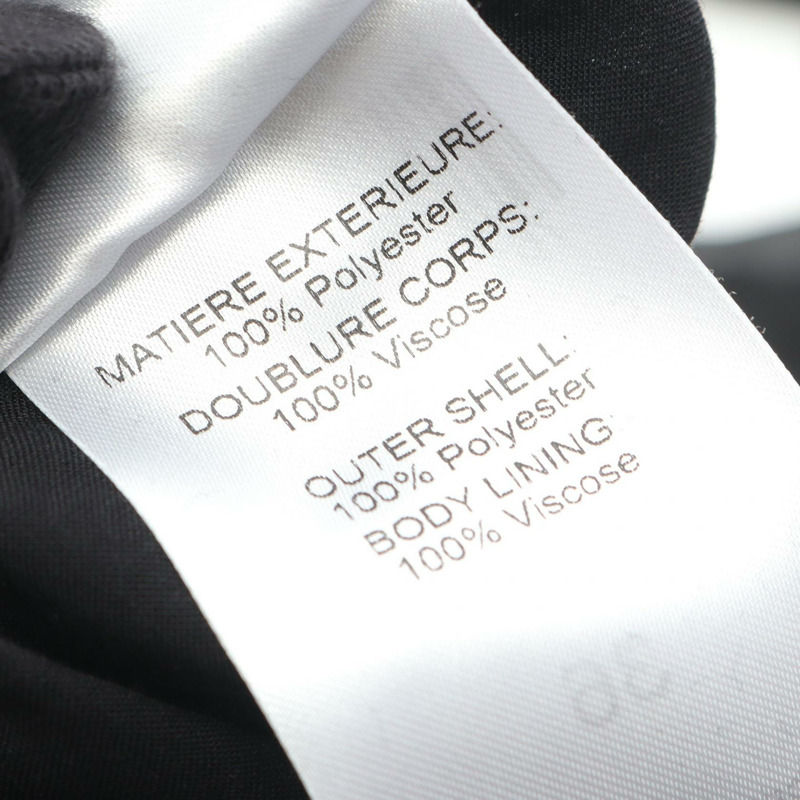 MATIERE EXTERIEURE:
100% Polyester
DOUBLURE CORPS:
100% Viscose
OUTER SHELL:
100% Polyester
BODY LINING:
100% Viscose